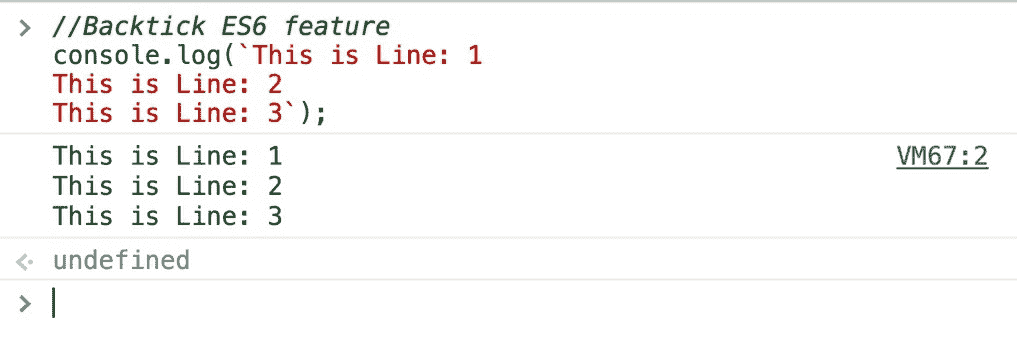 //Backtick ES6 feature
console.log(`This is Line: 1
This is Line: 2
This is Line: 3`);
This is Line: 1
VM67:2
This is Line: 2
This is Line: 3
undefined